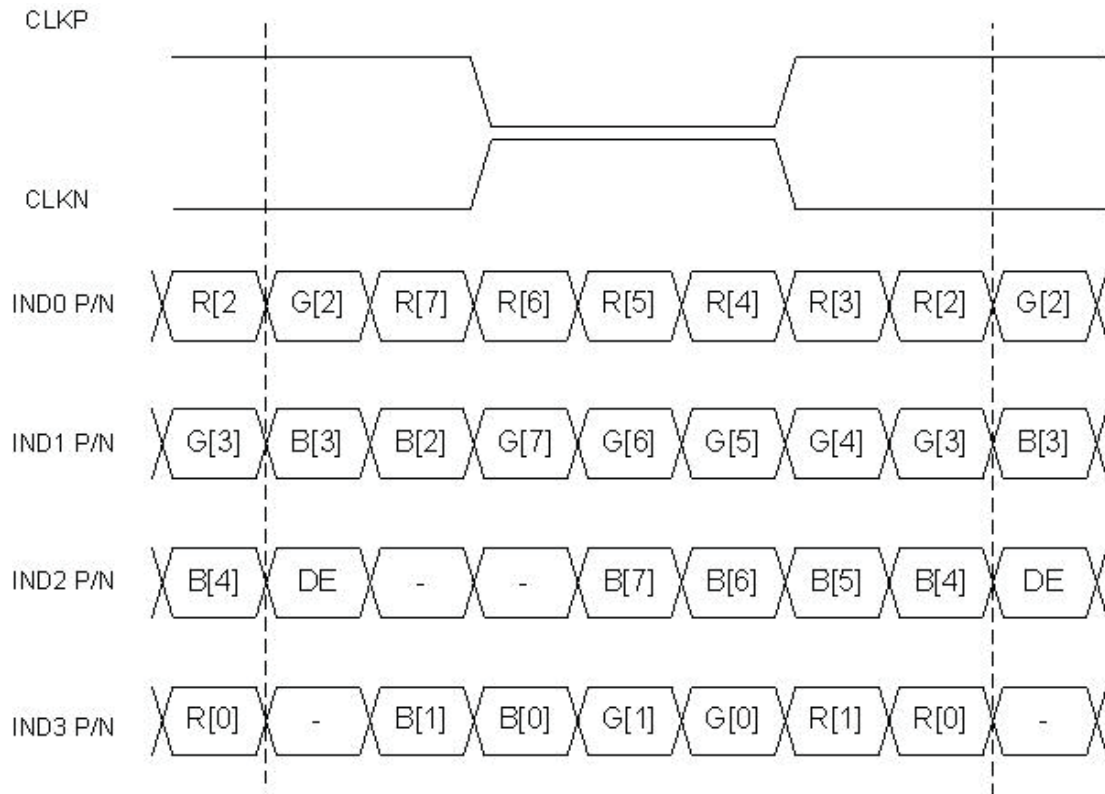 CLKP
CLKN
IND0 P/N R[2 G[2] R[7] R[6] R[5] R[4] R[3] R[2] G[2]
IND1 P/N G[3] B[3] B[2] G[7] G[6] G[5] G[4] G[3] B[3]
IND2 P/N B[4] DE - - B[7] B[6] B[5] B[4] DE
IND3 P/N R[0] - B[1] B[0] G[1] G[0] R[1] R[0] -